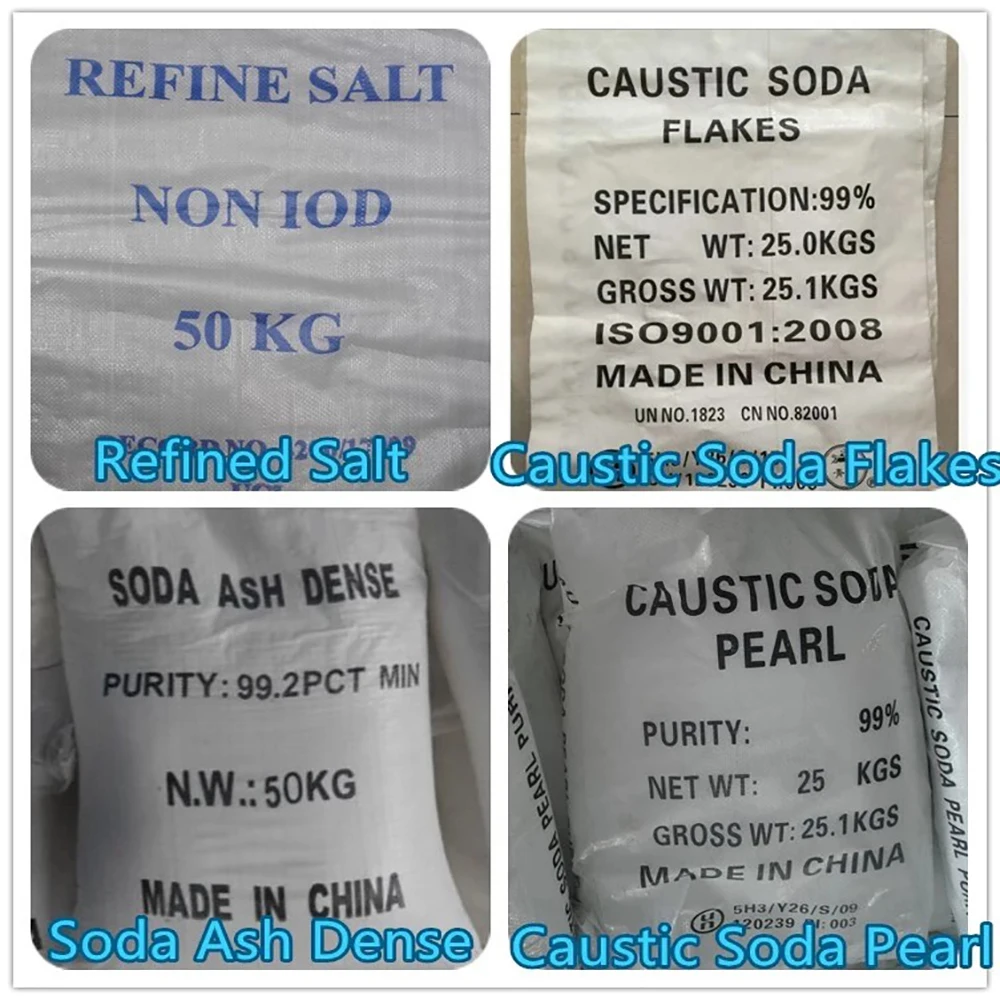 REFINE SALT
NON IOD
50 KG
Refined Salt
CAUSTIC SODA
FLAKES
SPECIFICATION:99%
NET WT: 25.0KGS
GROSS WT: 25.1KGS
ISO9001:2008
MADE IN CHINA
UN NO.1823 CN NO.82001
Caustic Soda Flakes
SODA ASH DENSE
PURITY: 99.2PCT MIN
N.W.: 50KG
MADE IN CHINA
Soda Ash Dense
CAUSTIC SODA
PEARL
PURITY: 99%
NET WT: 25 KGS
GROSS WT: 25.1KGS
MADE IN CHINA
5H3/Y26/S/09
CAUSTIC SODA PEARL
Caustic Soda Pearl